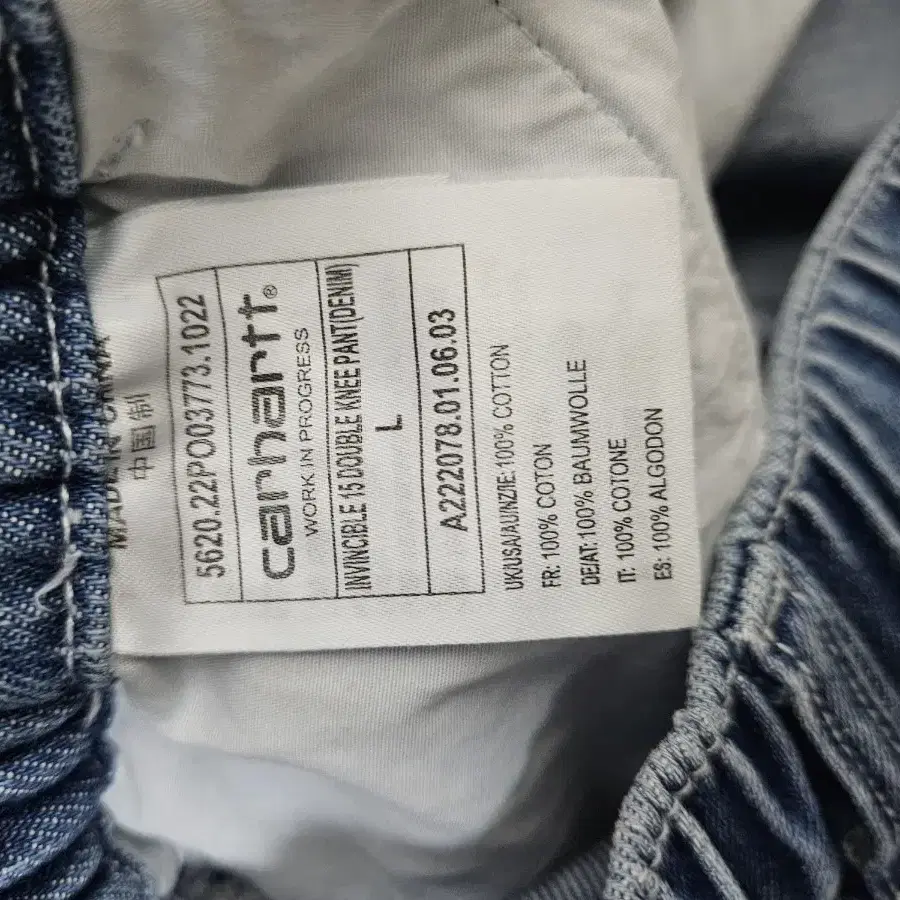 MADE IN CHINA
中国制
5620.22PO03773.1022
carhartt®
WORK IN PROGRESS
INVINCIBLE 15 DOUBLE KNEE PANT(DENIM)
L
A222078.01.06.03
UK/USA/AUNZ/IE:100% COTTON
FR: 100% COTON
DE/AT:100% BAUMWOLLE
IT: 100% COTONE
ES: 100% ALGODON